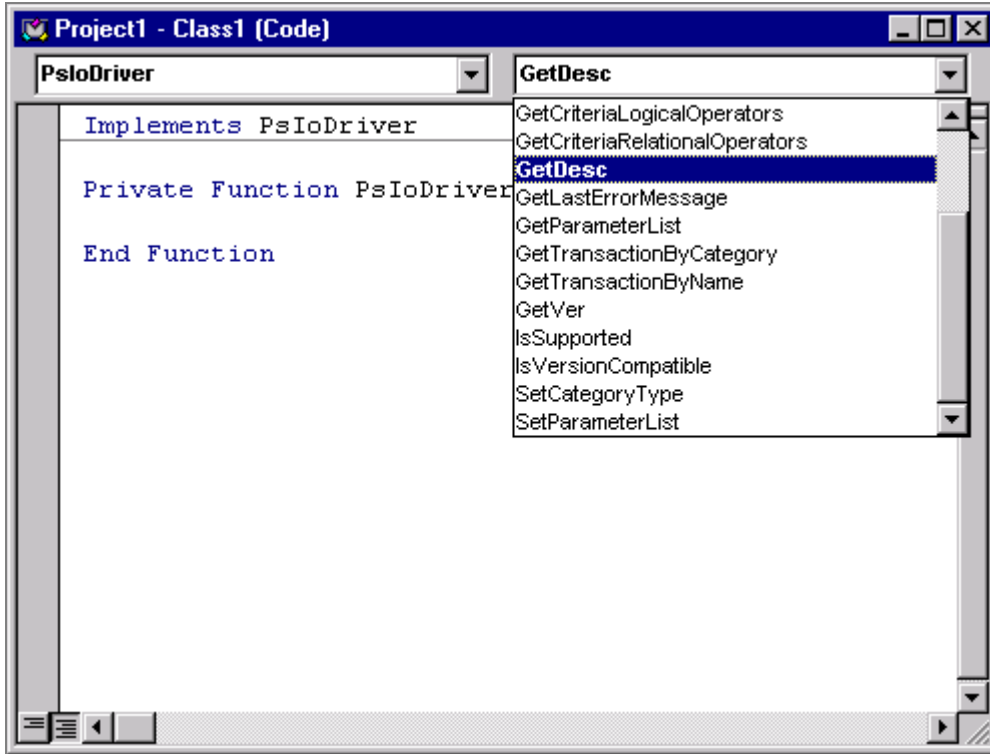 Project1 - Class1 (Code)
PsIoDriver GetDesc
Implements PsIoDriver
Private Function PsIoDriver
End Function
GetCriteriaLogicalOperators
GetCriteriaRelationalOperators
GetDesc
GetLastErrorMessage
GetParameterList
GetTransactionByCategory
GetTransactionByName
GetVer
IsSupported
IsVersionCompatible
SetCategoryType
SetParameterList